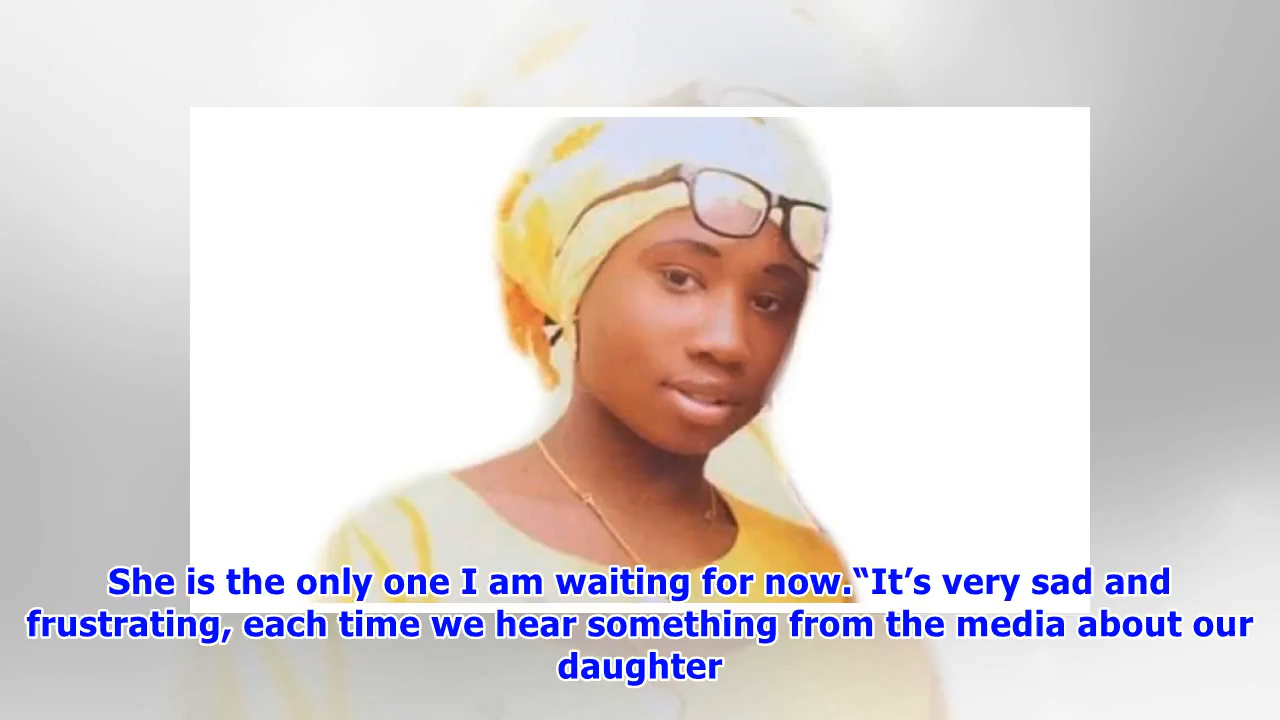 She is the only one I am waiting for now.“It’s very sad and
frustrating, each time we hear something from the media about our
daughter